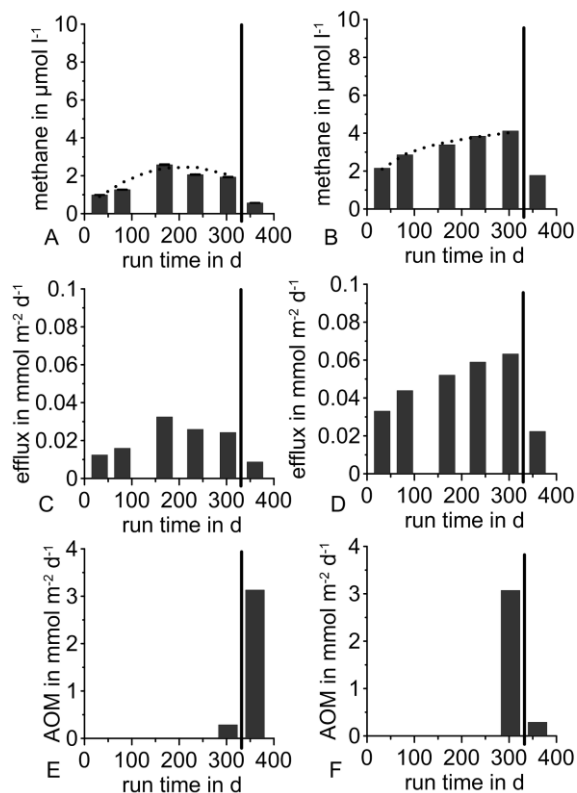 10
8
6
4
2
0
methane in µmol l⁻¹
0 100 200 300 400
A run time in d
10
8
6
4
2
0
methane in µmol l⁻¹
0 100 200 300 400
B run time in d
0.1
0.08
0.06
0.04
0.02
0
efflux in mmol m⁻² d⁻¹
0 100 200 300 400
C run time in d
0.1
0.08
0.06
0.04
0.02
0
efflux in mmol m⁻² d⁻¹
0 100 200 300 400
D run time in d
4
3
2
1
0
AOM in mmol m⁻² d⁻¹
0 100 200 300 400
E run time in d
4
3
2
1
0
AOM in mmol m⁻² d⁻¹
0 100 200 300 400
F run time in d